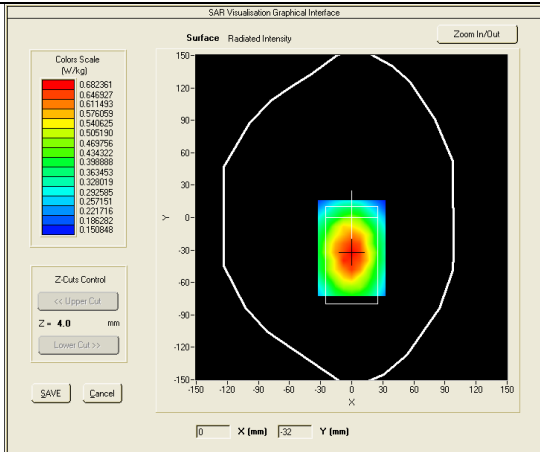 SAR Visualisation Graphical Interface
Surface Radiated Intensity
Zoom In/Out
Colors Scale
(W/kg)
0.682361
0.646927
0.611493
0.576059
0.540625
0.505190
0.469756
0.434322
0.398888
0.363453
0.328019
0.292585
0.257151
0.221716
0.186282
0.150848
Z-Cuts Control
<< Upper Cut
Z = 4.0 mm
Lower Cut >>
SAVE Cancel
150
120
90
60
30
0
-30
-60
-90
-120
-150
Y
-150 -120 -90 -60 -30 0 30 60 90 120 150
X
0 X (mm) -32 Y (mm)